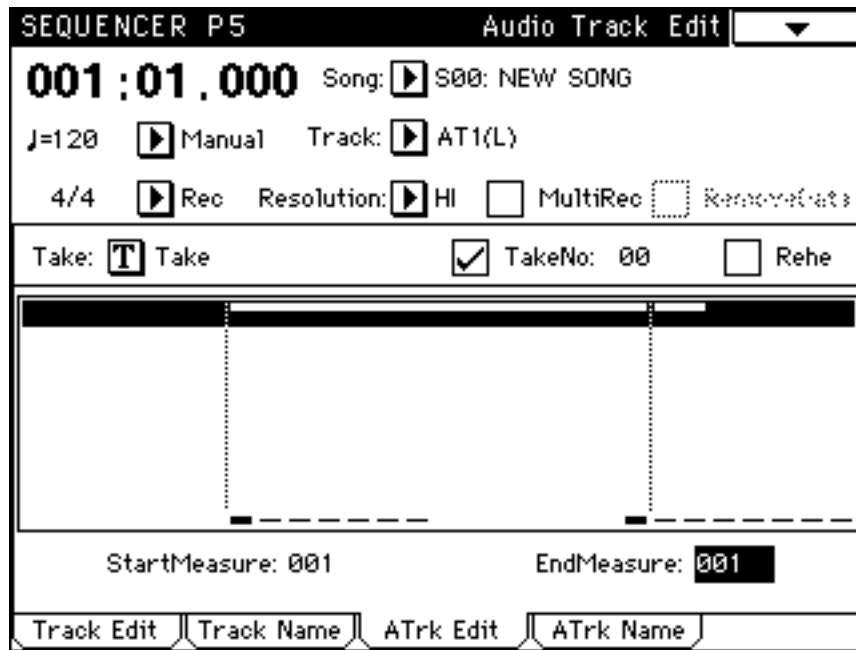 SEQUENCER P5 Audio Track Edit
001:01.000 Song: S00: NEW SONG
♩=120 Manual Track: AT1(L)
4/4 Rec Resolution: HI MultiRec
Take: T Take TakeNo: 00 Rehe
StartMeasure: 001 EndMeasure: 001
Track Edit Track Name ATrk Edit ATrk Name